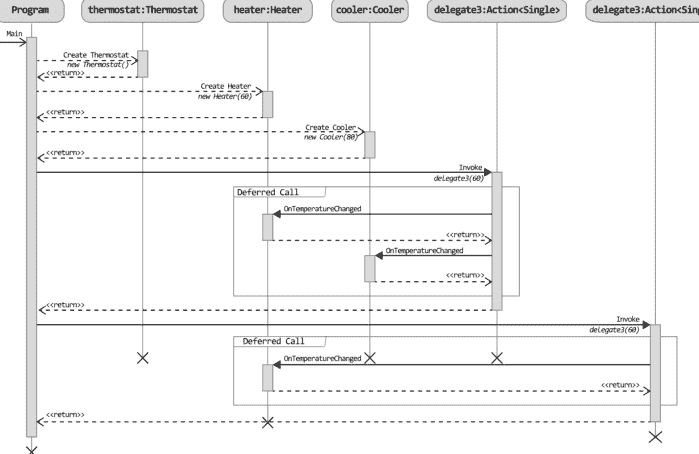 Program
thermostat:Thermostat
heater:Heater
cooler:Cooler
delegate3:Action<Single>
delegate3:Action<Sing
Main
Create Thermostat
new Thermostat()
<<return>>
Create Heater
new Heater(60)
<<return>>
Create Cooler
new Cooler(80)
<<return>>
Invoke
delegate3(60)
Deferred Call
OnTemperatureChanged
<<return>>
OnTemperatureChanged
<<return>>
<<return>>
Invoke
delegate3(60)
Deferred Call
OnTemperatureChanged
<<return>>
<<return>>